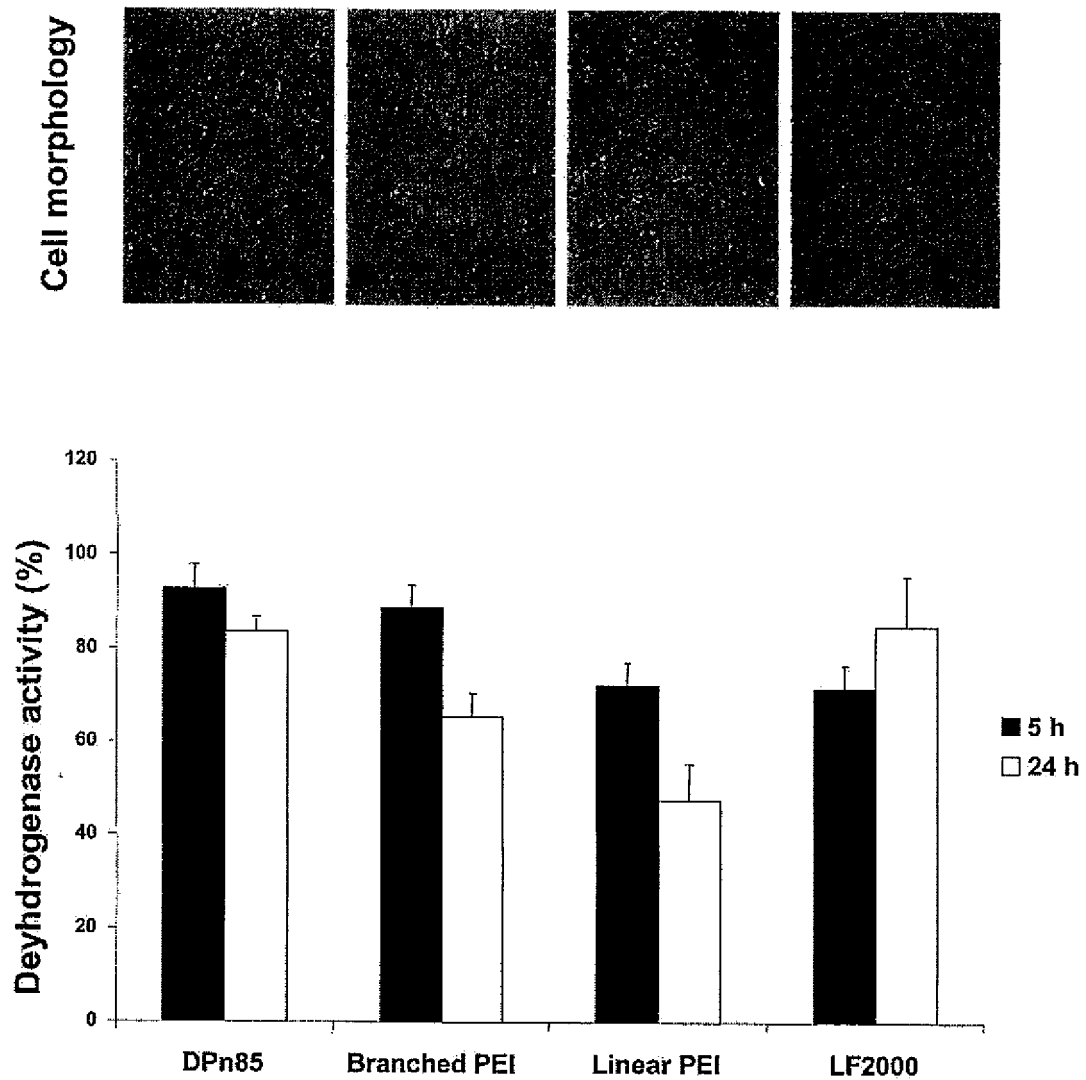 Cell morphology
Deyhdrogenase activity (%)
120
100
80
60
40
20
0
DPn85
Branched PEI
Linear PEI
LF2000
5 h
24 h